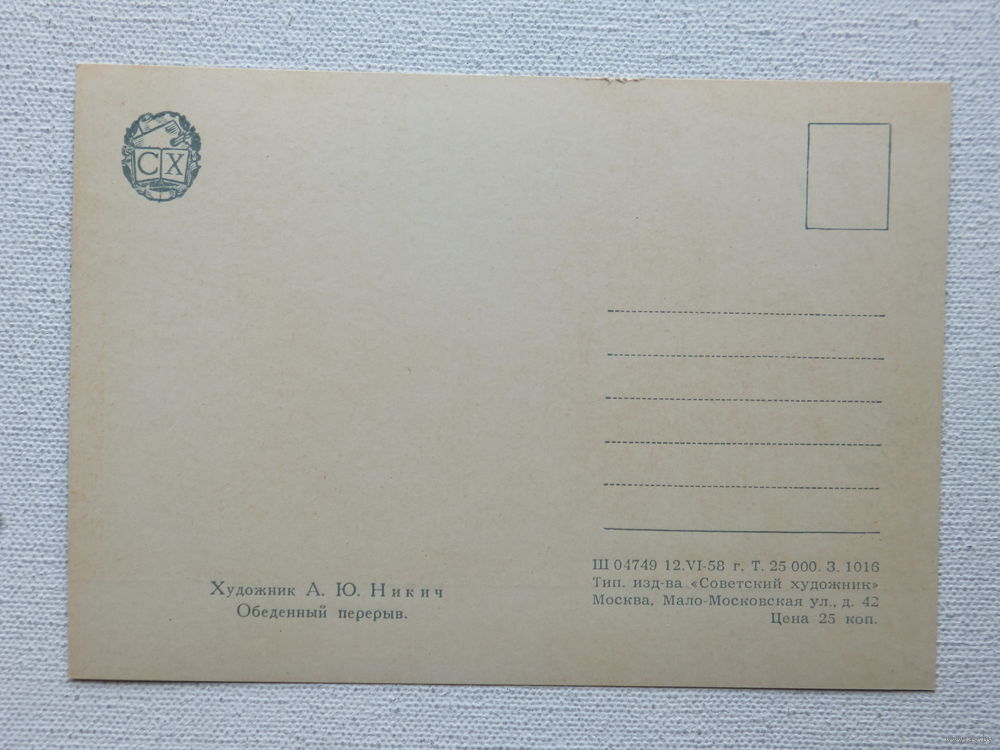 СХ
Художник А. Ю. Никич
Обеденный перерыв.
Ш 04749 12.VI-58 г. Т. 25 000. З. 1016
Тип. изд-ва «Советский художник»
Москва, Мало-Московская ул., д. 42
Цена 25 коп.